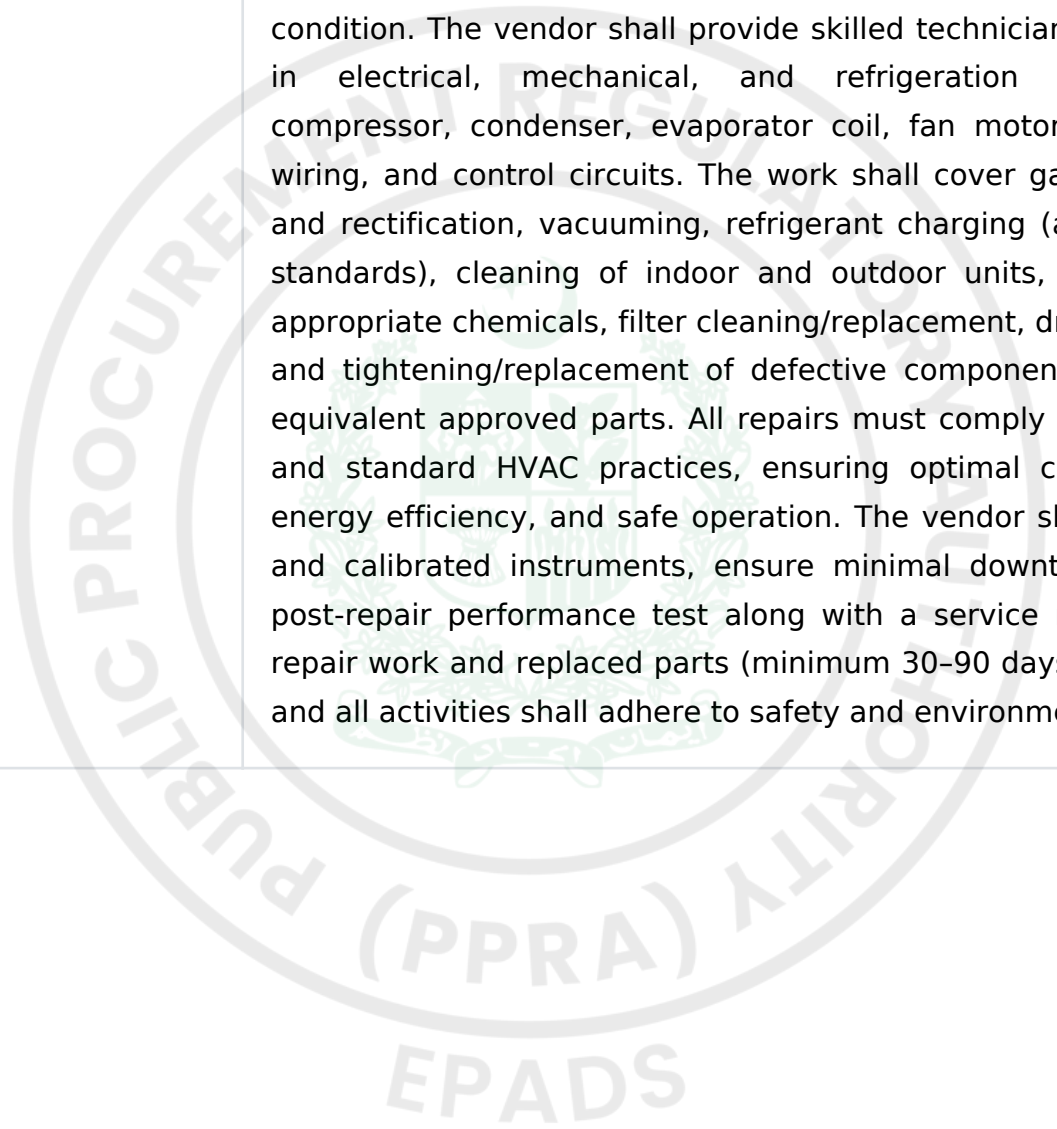 condition. The vendor shall provide skilled technician
in electrical, mechanical, and refrigeration
compressor, condenser, evaporator coil, fan motor
wiring, and control circuits. The work shall cover ga
and rectification, vacuuming, refrigerant charging (a
standards), cleaning of indoor and outdoor units,
appropriate chemicals, filter cleaning/replacement, dr
and tightening/replacement of defective componen
equivalent approved parts. All repairs must comply
and standard HVAC practices, ensuring optimal c
energy efficiency, and safe operation. The vendor sh
and calibrated instruments, ensure minimal downt
post-repair performance test along with a service
repair work and replaced parts (minimum 30–90 days
and all activities shall adhere to safety and environme
PUBLIC PROCUREMENT REGULATORY AUTHORITY
(PPRA)
EPADS